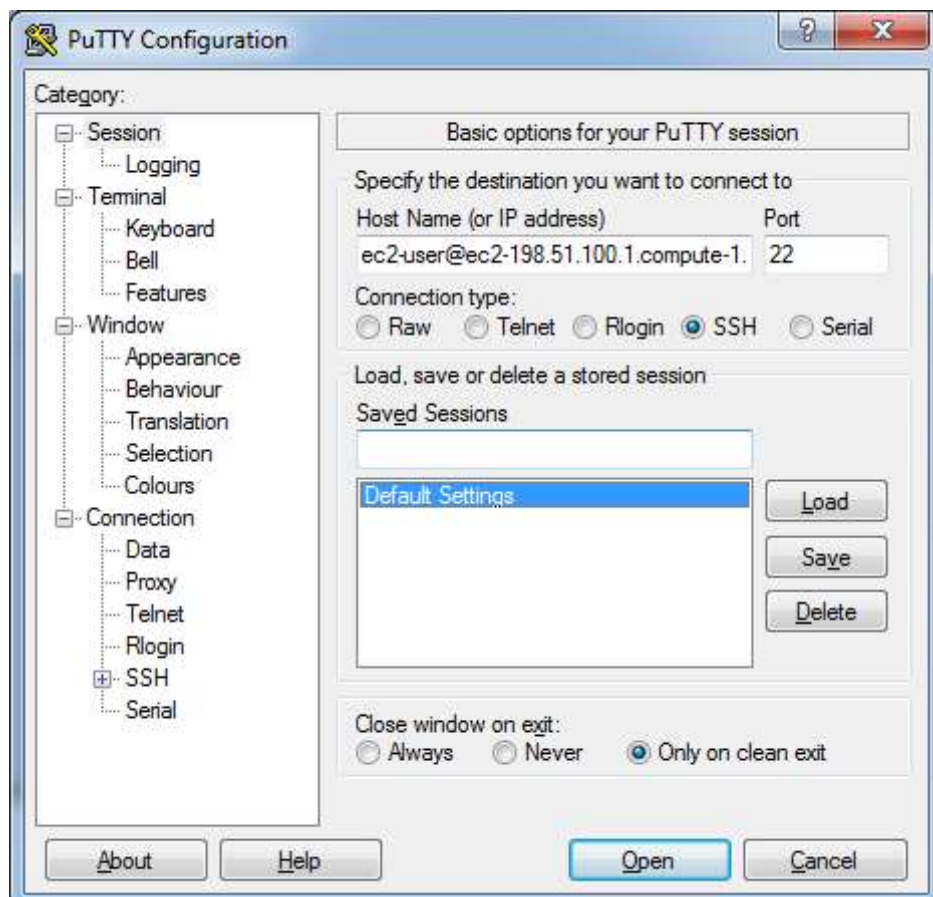 PuTTY Configuration
Category:
Session
Logging
Terminal
Keyboard
Bell
Features
Window
Appearance
Behaviour
Translation
Selection
Colours
Connection
Data
Proxy
Telnet
Rlogin
SSH
Serial
Basic options for your PuTTY session
Specify the destination you want to connect to
Host Name (or IP address) Port
ec2-user@ec2-198.51.100.1.compute-1. 22
Connection type:
Raw Telnet Rlogin SSH Serial
Load, save or delete a stored session
Saved Sessions
Default Settings
Load
Save
Delete
Close window on exit:
Always Never Only on clean exit
About Help Open Cancel